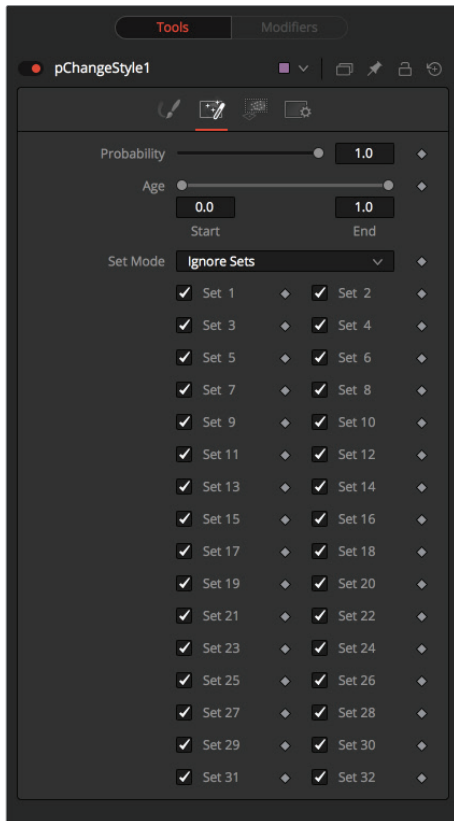 Tools Modifiers
pChangeStyle1
Probability 1.0
Age
0.0 1.0
Start End
Set Mode Ignore Sets
Set 1 Set 2
Set 3 Set 4
Set 5 Set 6
Set 7 Set 8
Set 9 Set 10
Set 11 Set 12
Set 13 Set 14
Set 15 Set 16
Set 17 Set 18
Set 19 Set 20
Set 21 Set 22
Set 23 Set 24
Set 25 Set 26
Set 27 Set 28
Set 29 Set 30
Set 31 Set 32